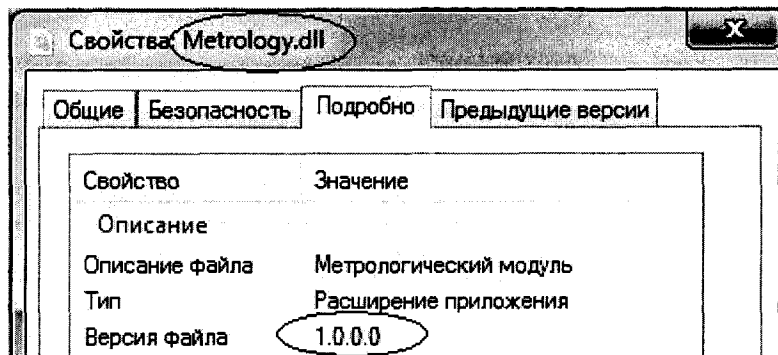 Свойства: Metrology.dll
X
Общие Безопасность Подробно Предыдущие версии
Свойство Значение
Описание
Описание файла Метрологический модуль
Тип Расширение приложения
Версия файла 1.0.0.0